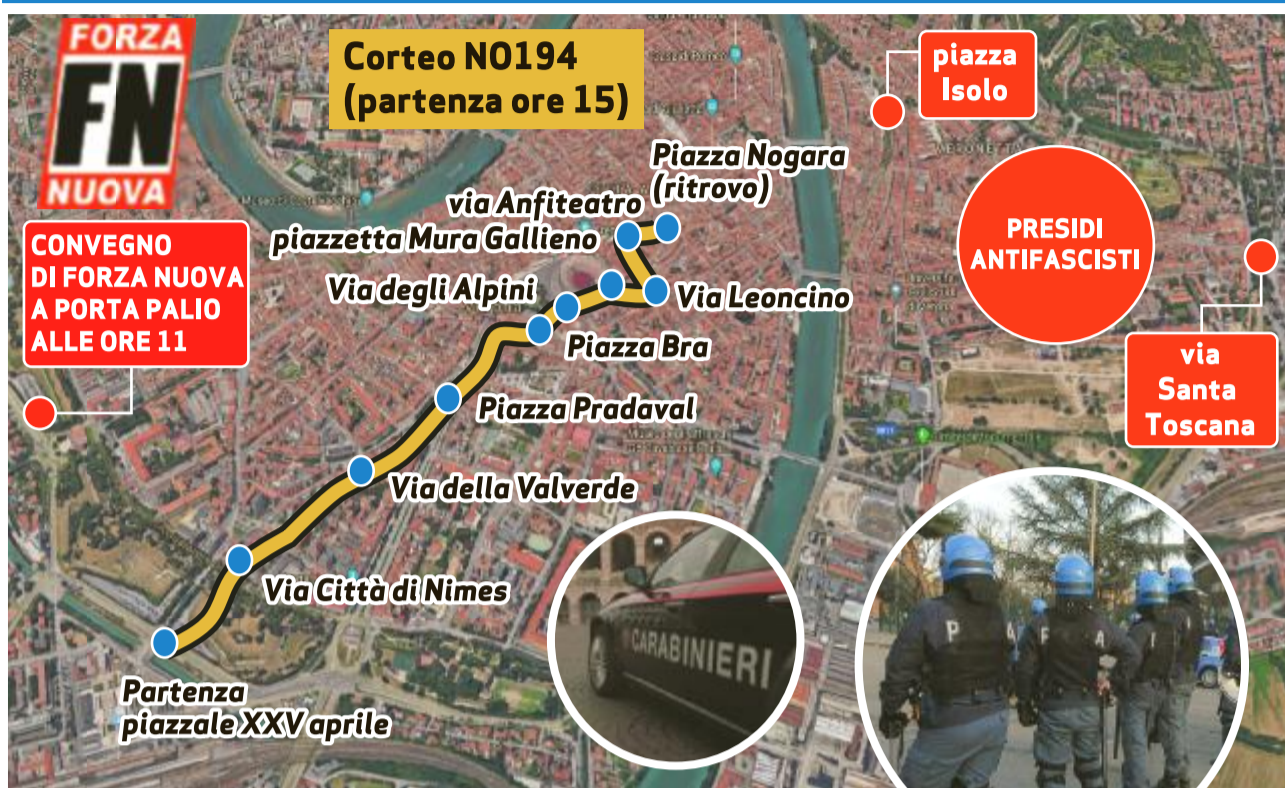 FORZA
FN
NUOVA
Corteo NO194
(partenza ore 15)
piazza
Isolo
Piazza Nogara
(ritrovo)
via Anfiteatro
piazzetta Mura Gallieno
CONVEGNO
DI FORZA NUOVA
A PORTA PALIO
ALLE ORE 11
PRESIDI
ANTIFASCISTI
Via degli Alpini
Via Leoncino
Piazza Bra
via
Santa
Toscana
Piazza Pradaval
Via della Valverde
Via Città di Nimes
CARABINIERI
Partenza
piazzale XXV aprile